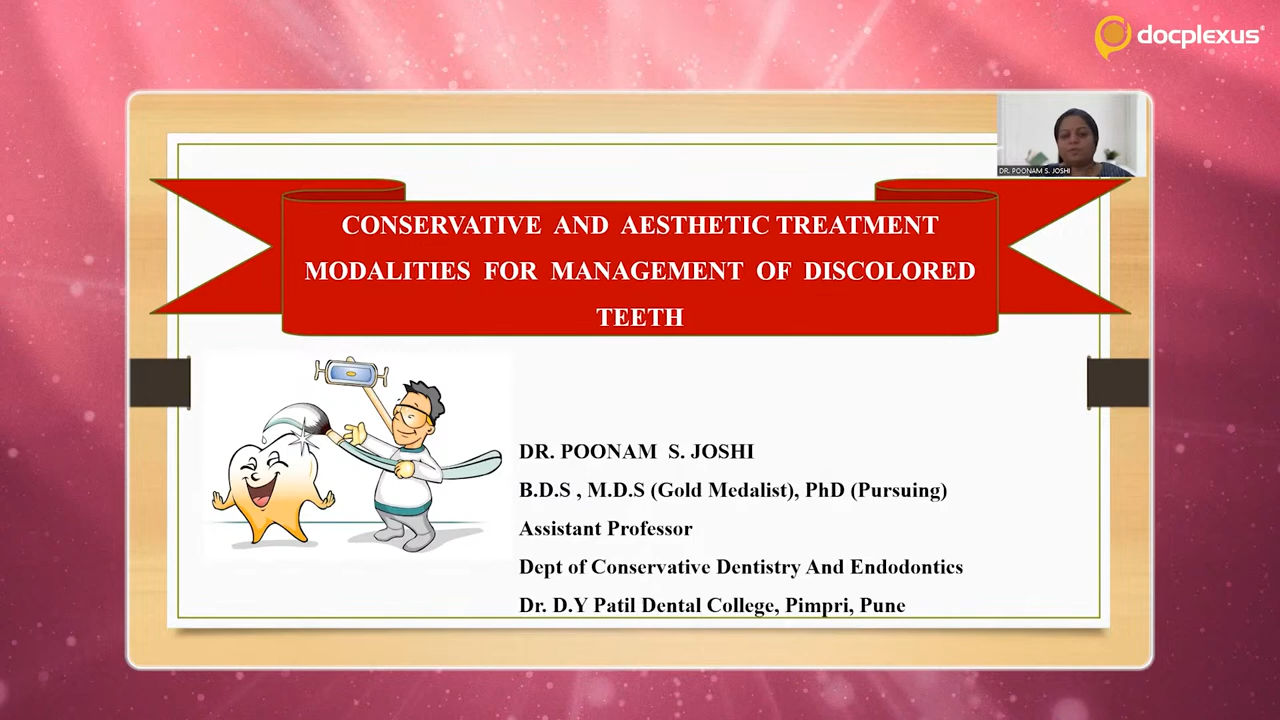 docplexus®
DR. POONAM S. JOSHI
CONSERVATIVE AND AESTHETIC TREATMENT
MODALITIES FOR MANAGEMENT OF DISCOLORED
TEETH
DR. POONAM S. JOSHI
B.D.S , M.D.S (Gold Medalist), PhD (Pursuing)
Assistant Professor
Dept of Conservative Dentistry And Endodontics
Dr. D.Y Patil Dental College, Pimpri, Pune